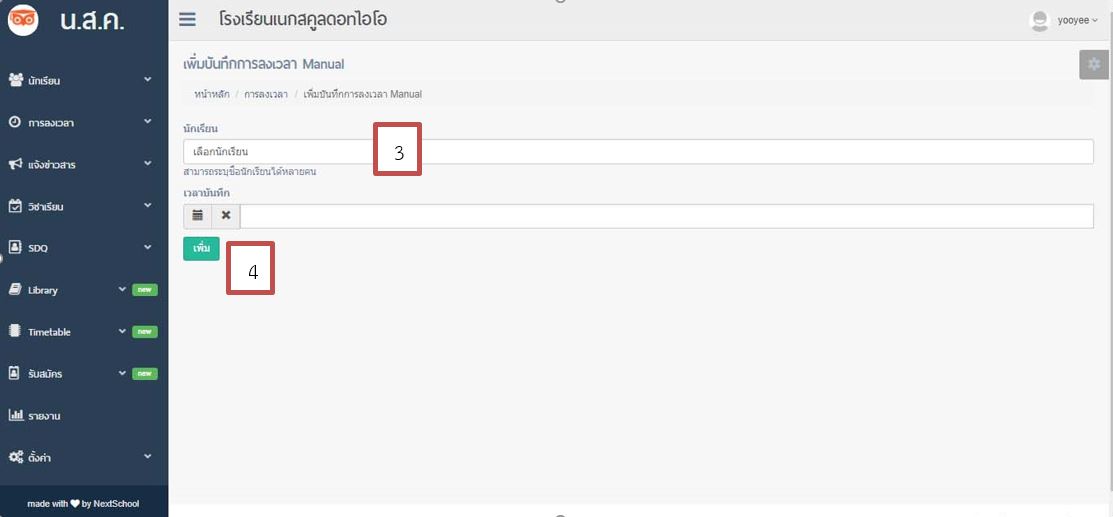 น.ส.ค.
โรงเรียนเนกสคูลดอทไอโอ
yooyee
นักเรียน
การลงเวลา
แจ้งข่าวสาร
วิชาเรียน
SDQ
Library new
Timetable new
รับสมัคร new
รายงาน
ตั้งค่า
made with by NextSchool
เพิ่มบันทึกการลงเวลา Manual
หน้าหลัก / การลงเวลา / เพิ่มบันทึกการลงเวลา Manual
นักเรียน
เลือกนักเรียน
3
สามารถระบุชื่อนักเรียนได้หลายคน
เวลาบันทึก
เพิ่ม
4